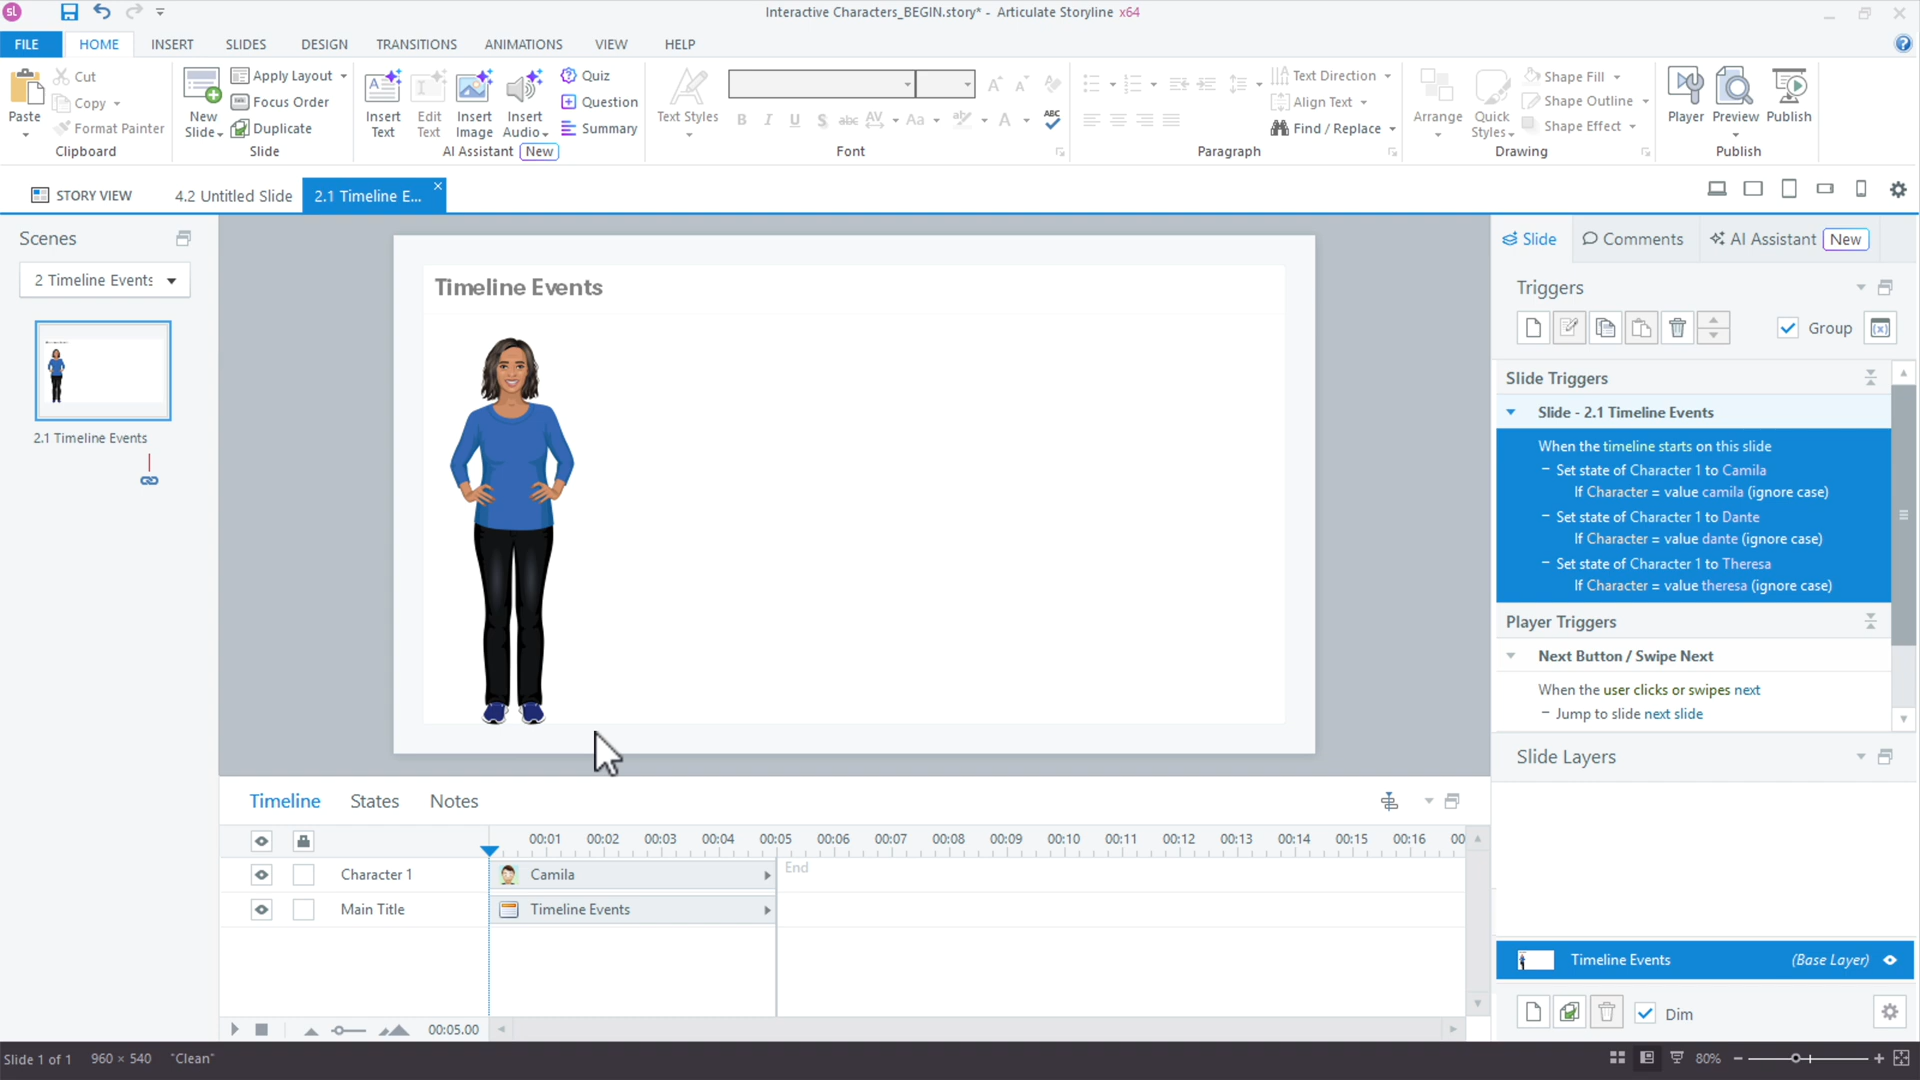 sl
Interactive Characters_BEGIN.story* - Articulate Storyline x64
FILE HOME INSERT SLIDES DESIGN TRANSITIONS ANIMATIONS VIEW HELP
Paste
Cut
Copy
Format Painter
Clipboard
New Slide
Apply Layout
Focus Order
Duplicate
Slide
Insert Text
Edit Text
Insert Image
Insert Audio
Quiz
Question
Summary
AI Assistant New
Text Styles
B I U S abc AV Aa A ABC
Font
Text Direction
Align Text
Find / Replace
Paragraph
Arrange
Quick Styles
Shape Fill
Shape Outline
Shape Effect
Drawing
Player
Preview
Publish
Publish
STORY VIEW
4.2 Untitled Slide
2.1 Timeline E...
Scenes
2 Timeline Events
2.1 Timeline Events
Timeline Events
Slide Comments AI Assistant New
Triggers
Group
Slide Triggers
Slide - 2.1 Timeline Events
When the timeline starts on this slide
– Set state of Character 1 to Camila
If Character = value camila (ignore case)
– Set state of Character 1 to Dante
If Character = value dante (ignore case)
– Set state of Character 1 to Theresa
If Character = value theresa (ignore case)
Player Triggers
Next Button / Swipe Next
When the user clicks or swipes next
– Jump to slide next slide
Slide Layers
Timeline Events (Base Layer)
Dim
Timeline States Notes
00:01 00:02 00:03 00:04 00:05 00:06 00:07 00:08 00:09 00:10 00:11 00:12 00:13 00:14 00:15 00:16 00
Character 1 Camila End
Main Title Timeline Events
00:05.00
Slide 1 of 1 960 × 540 "Clean" 80%